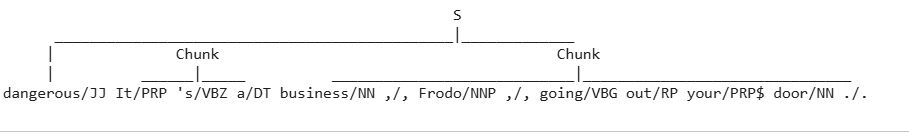 S
Chunk Chunk
dangerous/JJ It/PRP 's/VBZ a/DT business/NN ,/, Frodo/NNP ,/, going/VBG out/RP your/PRP$ door/NN ./.